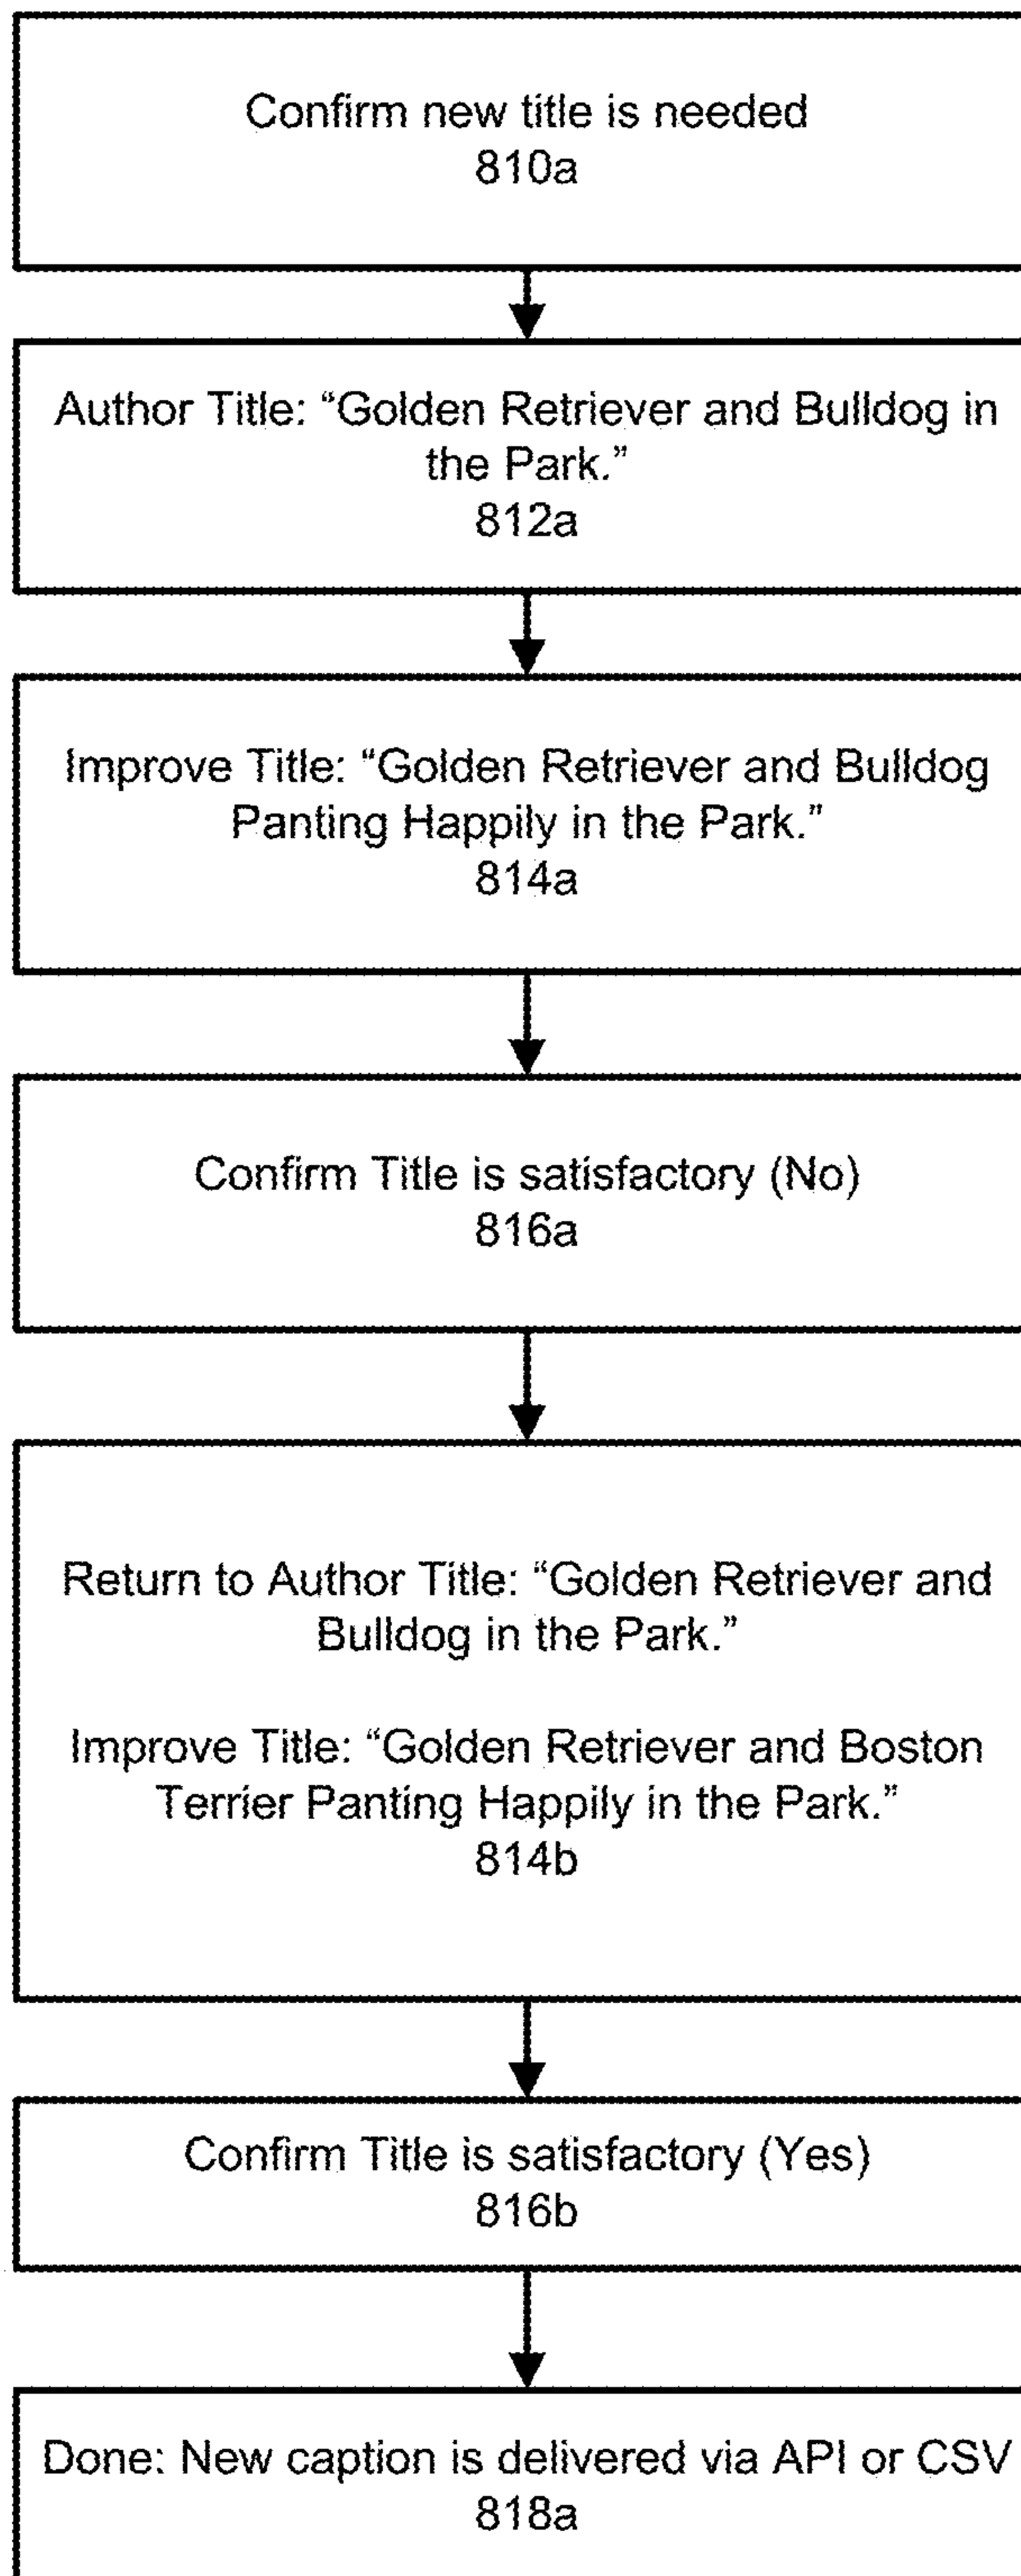 Confirm new title is needed
810a
Author Title: “Golden Retriever and Bulldog in
the Park.”
812a
Improve Title: “Golden Retriever and Bulldog
Panting Happily in the Park.”
814a
Confirm Title is satisfactory (No)
816a
Return to Author Title: “Golden Retriever and
Bulldog in the Park.”
Improve Title: “Golden Retriever and Boston
Terrier Panting Happily in the Park.”
814b
Confirm Title is satisfactory (Yes)
816b
Done: New caption is delivered via API or CSV
818a